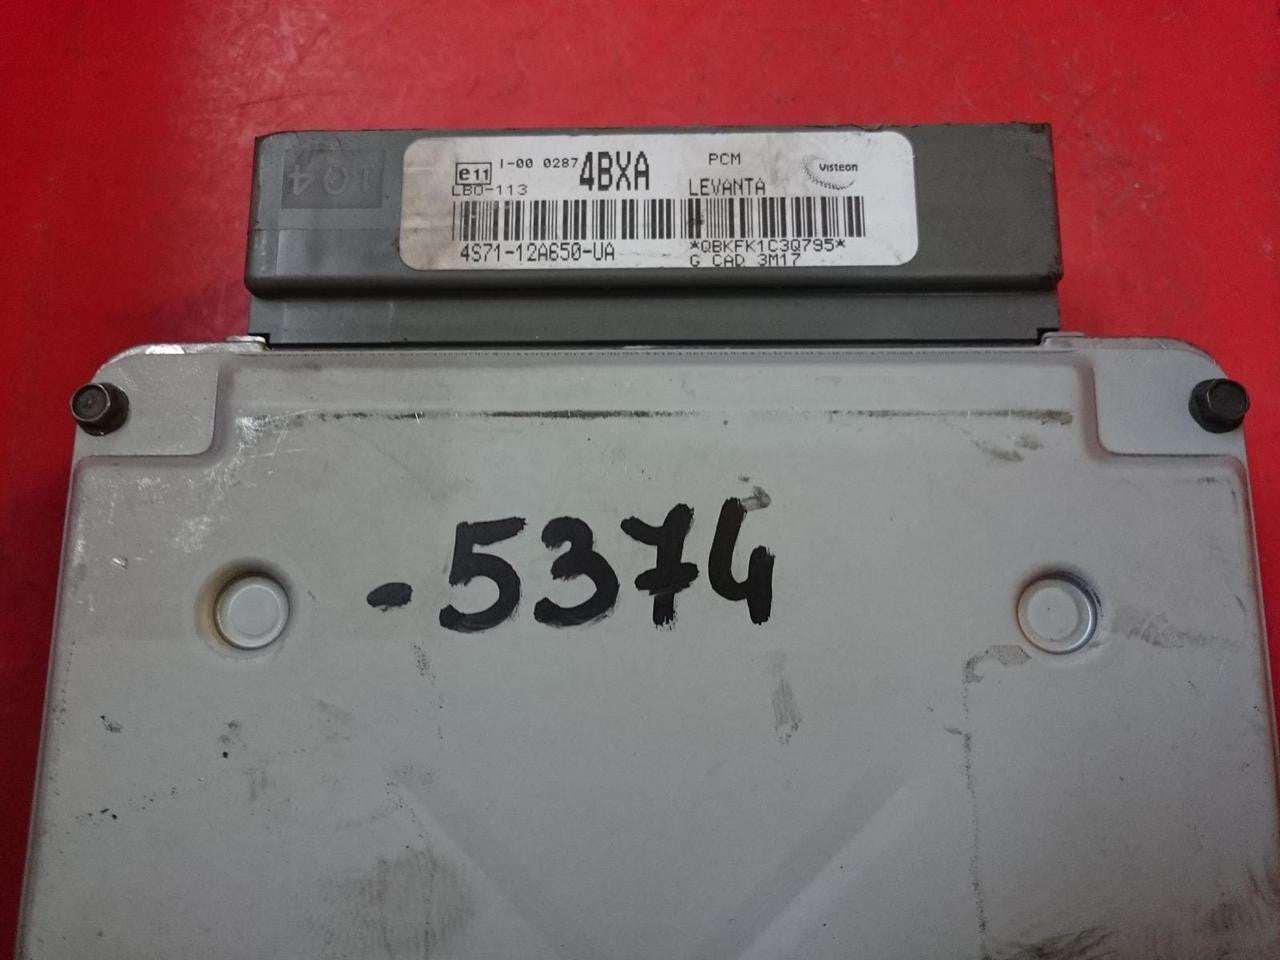 104
e11 I-00 0287 4BXA PCM Visteon
LBO-113 LEVANTA
4S71-12A650-UA *QBKFK1C3Q795*
G CAD 3M17
-5374